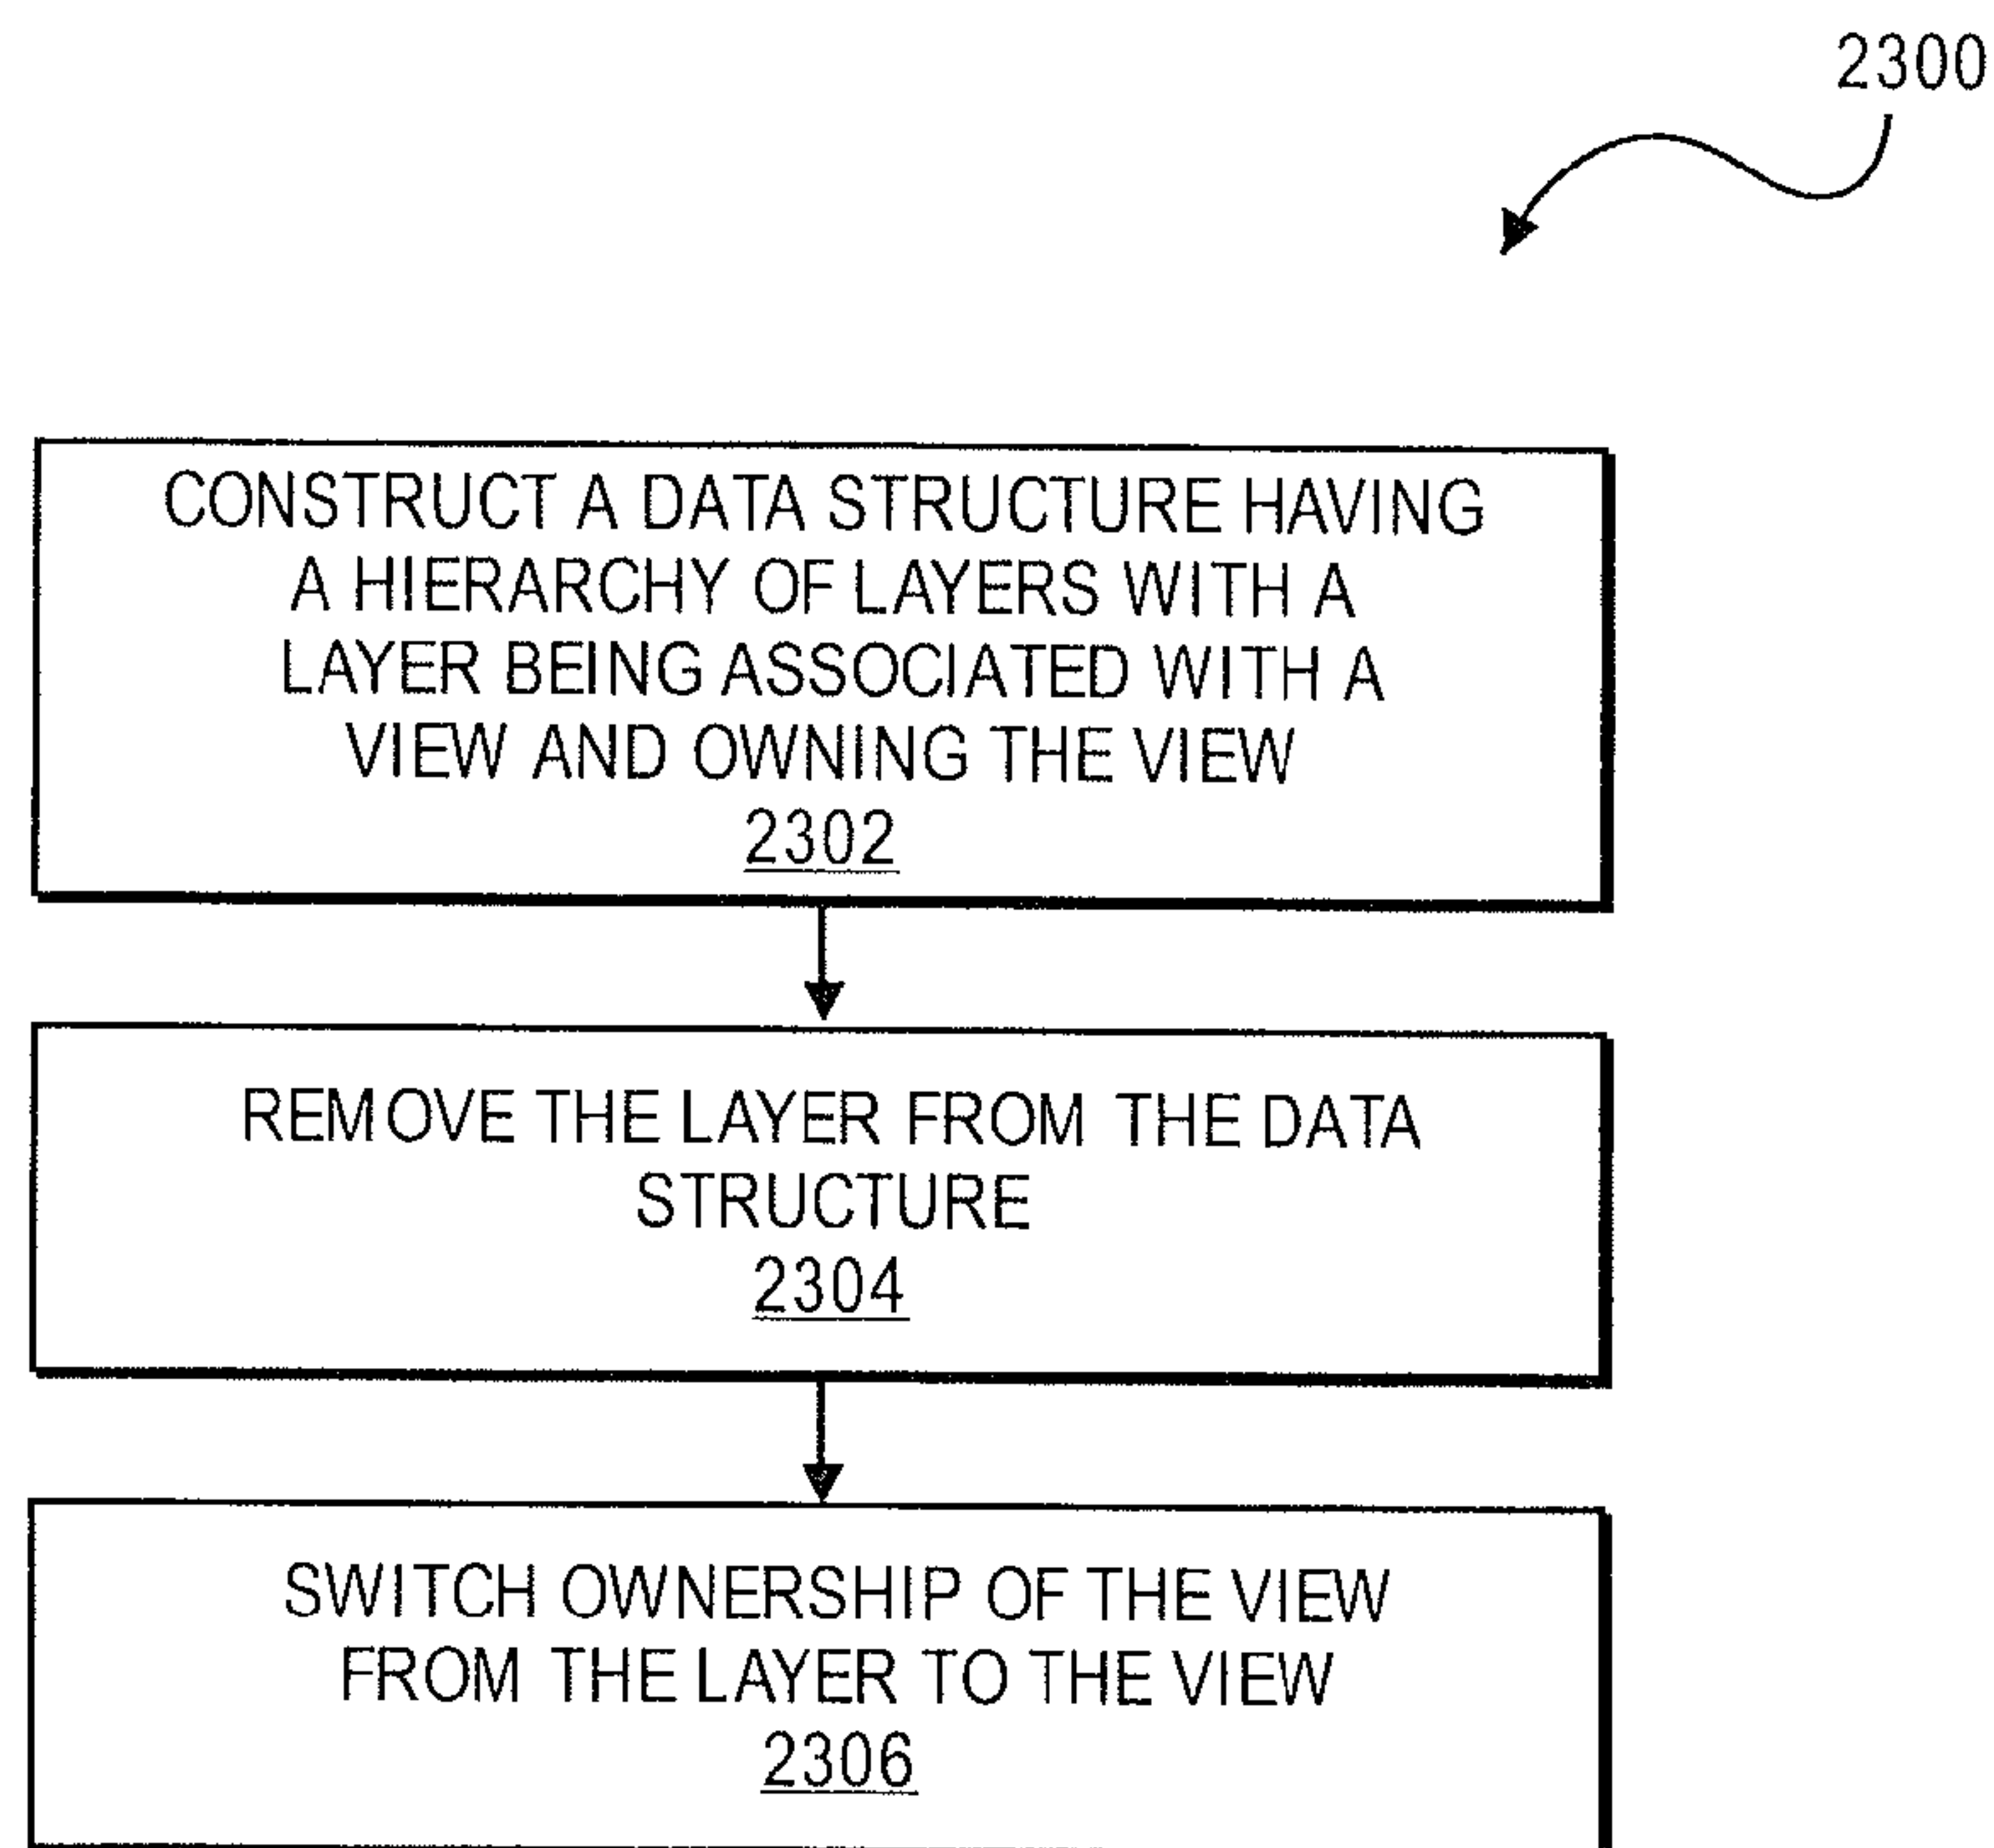 2300
CONSTRUCT A DATA STRUCTURE HAVING
A HIERARCHY OF LAYERS WITH A
LAYER BEING ASSOCIATED WITH A
VIEW AND OWNING THE VIEW
2302
REMOVE THE LAYER FROM THE DATA
STRUCTURE
2304
SWITCH OWNERSHIP OF THE VIEW
FROM THE LAYER TO THE VIEW
2306